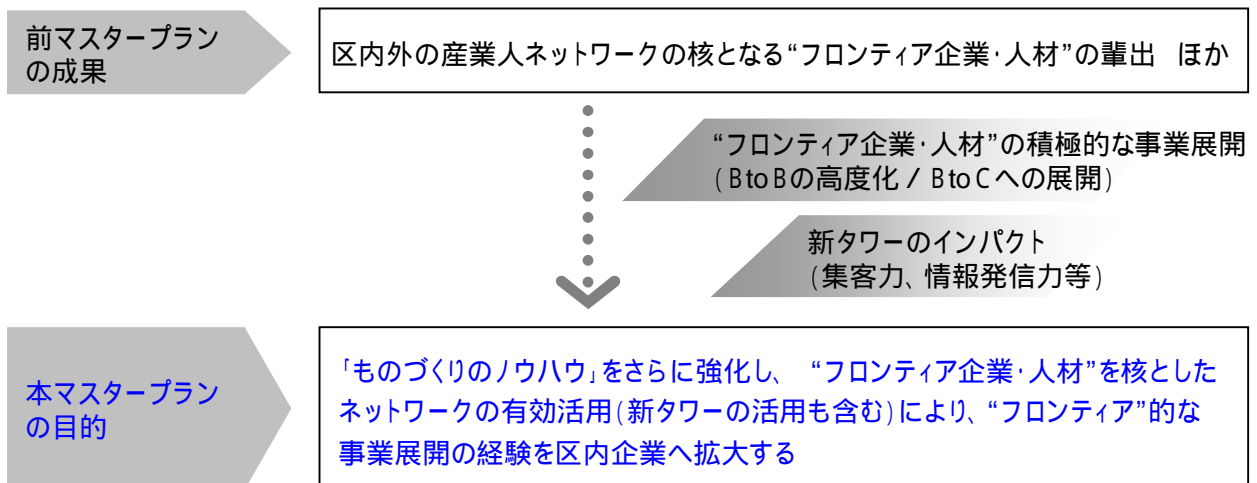 前マスタープラン
の成果
区内外の産業人ネットワークの核となる“フロンティア企業・人材”の輩出　ほか
“フロンティア企業・人材”の積極的な事業展開
（BtoBの高度化／BtoCへの展開）
新タワーのインパクト
（集客力、情報発信力等）
本マスタープラン
の目的
「ものづくりのノウハウ」をさらに強化し、“フロンティア企業・人材”を核とした
ネットワークの有効活用（新タワーの活用も含む）により、“フロンティア”的な
事業展開の経験を区内企業へ拡大する